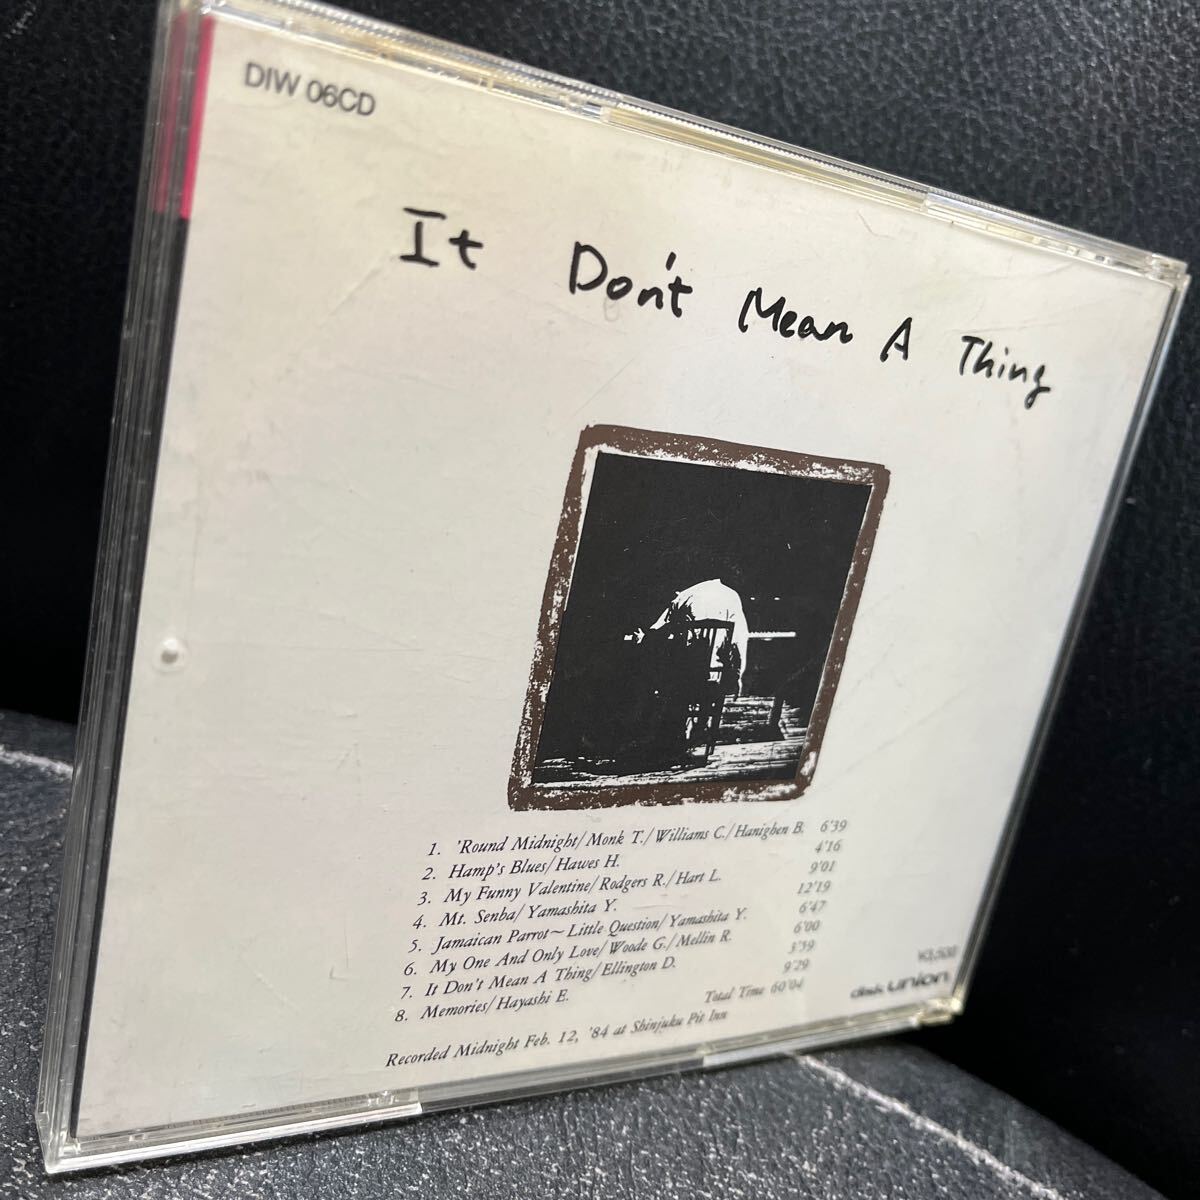 DIW 06CD
It Don't Mean A Thing
1. 'Round Midnight/Monk T./Williams C./Hanighen B. 6'39
2. Hamp's Blues/Hawes H. 4'16
3. My Funny Valentine/Rodgers R./Hart L. 9'01
4. Mt. Senba/Yamashita Y. 12'19
5. Jamaican Parrot~Little Question/Yamashita Y. 6'47
6. My One And Only Love/Woode G./Mellin R. 6'00
7. It Don't Mean A Thing/Ellington D. 3'59
8. Memories/Hayashi E. 9'29
Total Time 60'04
Recorded Midnight Feb. 12, '84 at Shinjuku Pit Inn
disk union